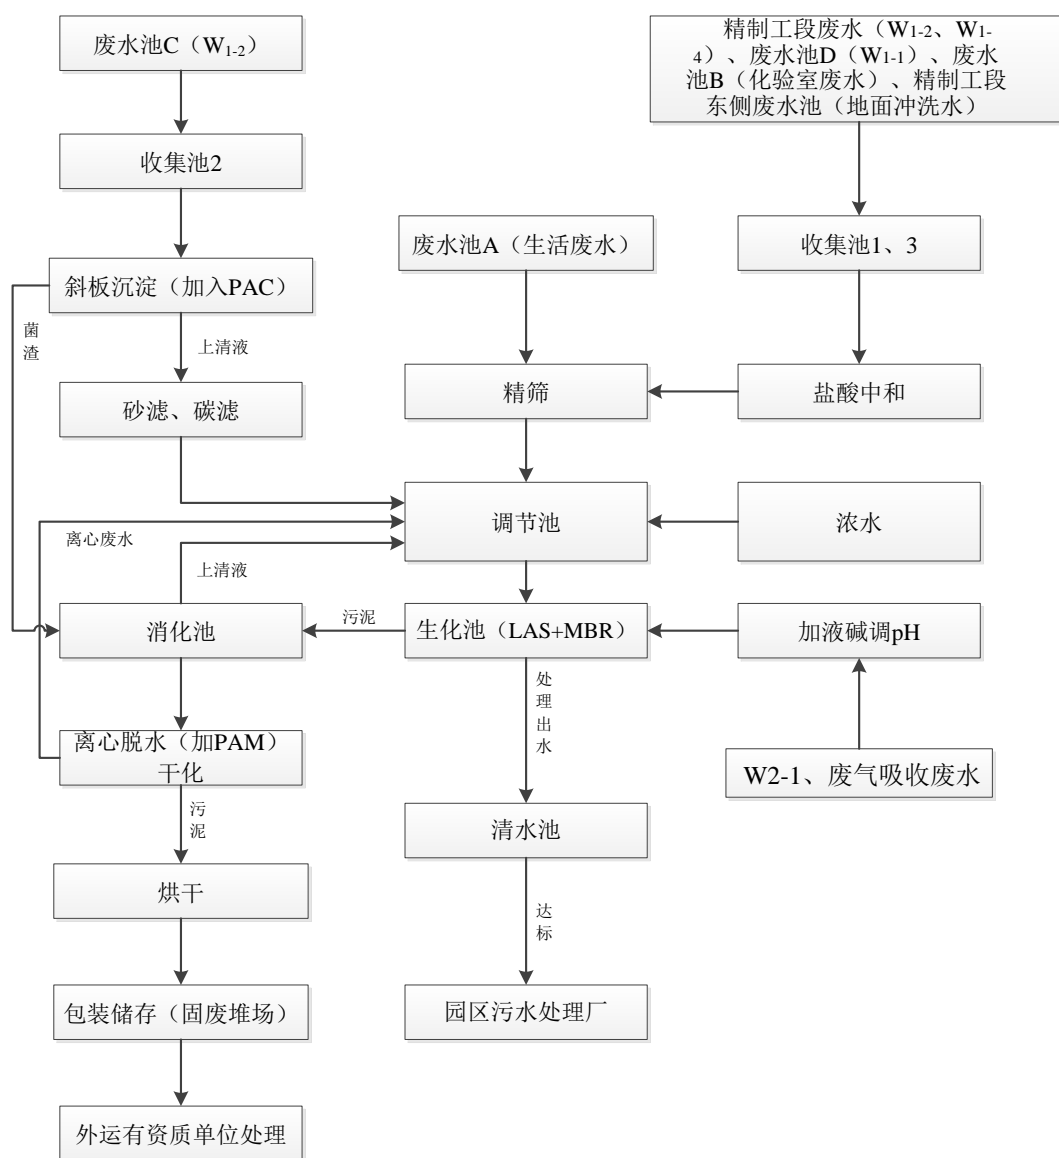 废水池C（W1-2）
精制工段废水（W1-2、W1-
4）、废水池D（W1-1）、废水
池B（化验室废水）、精制工段
东侧废水池（地面冲洗水）
收集池2
废水池A（生活废水）
收集池1、3
斜板沉淀（加入PAC）
菌
渣
上清液
砂滤、碳滤
精筛
盐酸中和
调节池
浓水
离心废水
上清液
消化池
污泥
生化池（LAS+MBR）
加液碱调pH
处
理
出
水
离心脱水（加PAM）
干化
W2-1、废气吸收废水
污
泥
清水池
烘干
达
标
包装储存（固废堆场）
园区污水处理厂
外运有资质单位处理